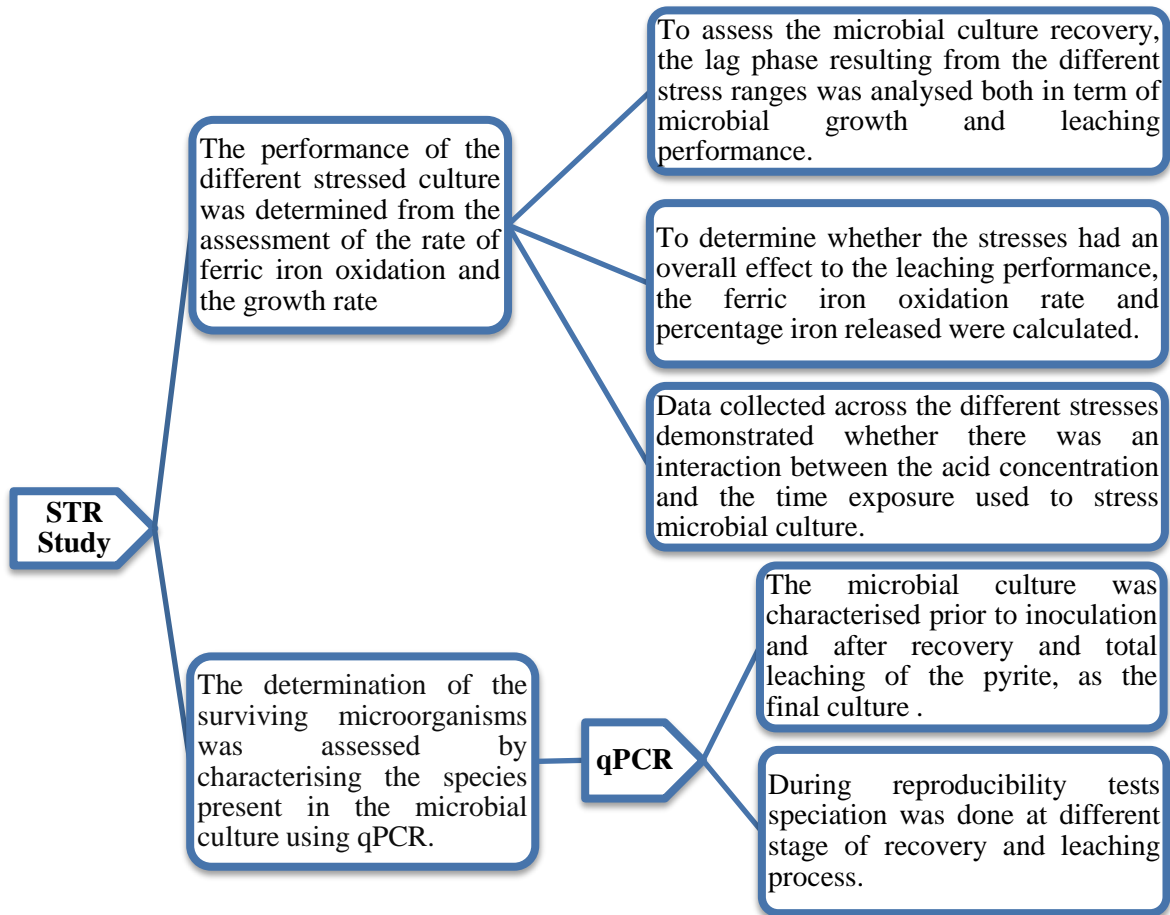 STR
Study
The performance of the
different stressed culture
was determined from the
assessment of the rate of
ferric iron oxidation and
the growth rate
To assess the microbial culture recovery,
the lag phase resulting from the different
stress ranges was analysed both in term of
microbial growth and leaching
performance.
To determine whether the stresses had an
overall effect to the leaching performance,
the ferric iron oxidation rate and
percentage iron released were calculated.
Data collected across the different stresses
demonstrated whether there was an
interaction between the acid concentration
and the time exposure used to stress
microbial culture.
The determination of the
surviving microorganisms
was assessed by
characterising the species
present in the microbial
culture using qPCR.
qPCR
The microbial culture was
characterised prior to inoculation
and after recovery and total
leaching of the pyrite, as the
final culture .
During reproducibility tests
speciation was done at different
stage of recovery and leaching
process.